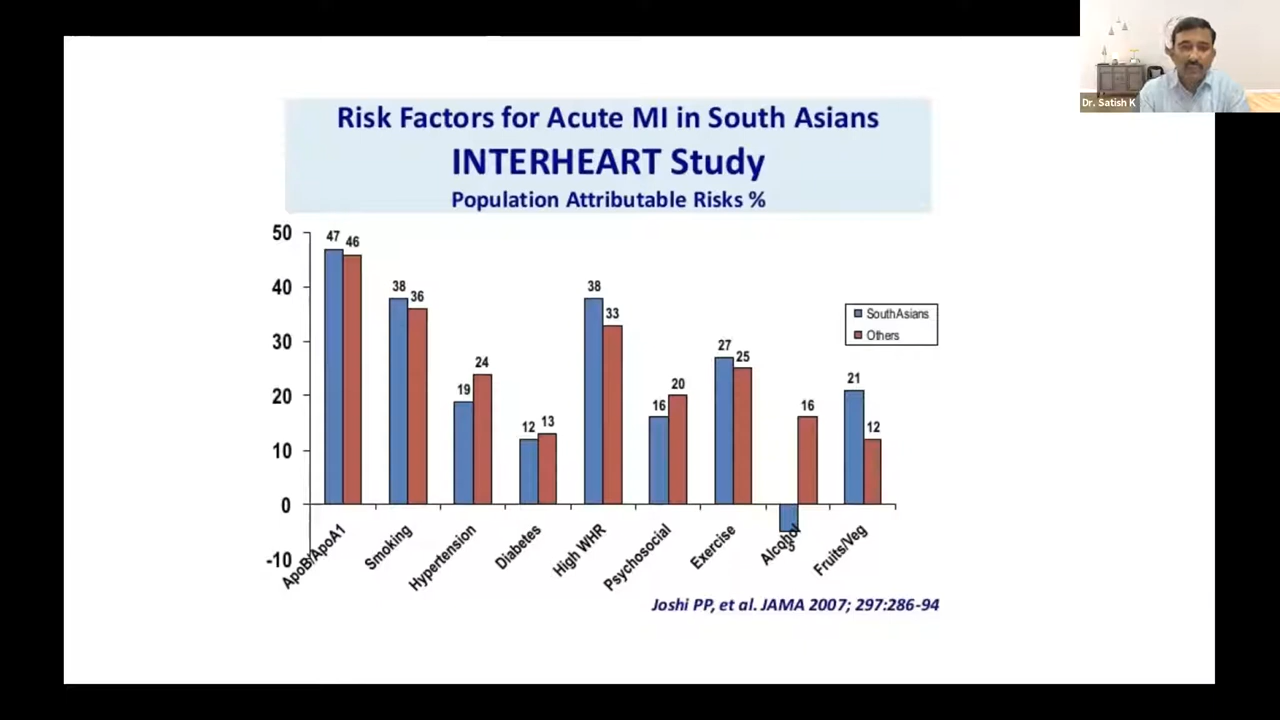 Dr. Satish K
Risk Factors for Acute MI in South Asians
INTERHEART Study
Population Attributable Risks %
50
40
30
20
10
0
-10
47 46
38 36
19 24
12 13
38 33
16 20
27 25
5 16
21 12
SouthAsians
Others
ApoB/ApoA1
Smoking
Hypertension
Diabetes
High WHR
Psychosocial
Exercise
Alcohol
Fruits/Veg
Joshi PP, et al. JAMA 2007; 297:286-94